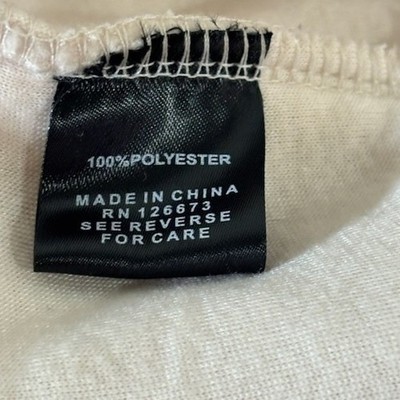 100%POLYESTER
MADE IN CHINA
RN 126673
SEE REVERSE
FOR CARE